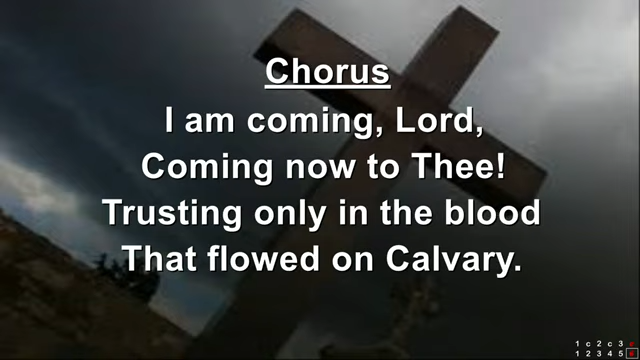 Chorus
I am coming, Lord,
Coming now to Thee!
Trusting only in the blood
That flowed on Calvary.
1 c 2 c 3
1 2 3 4 5